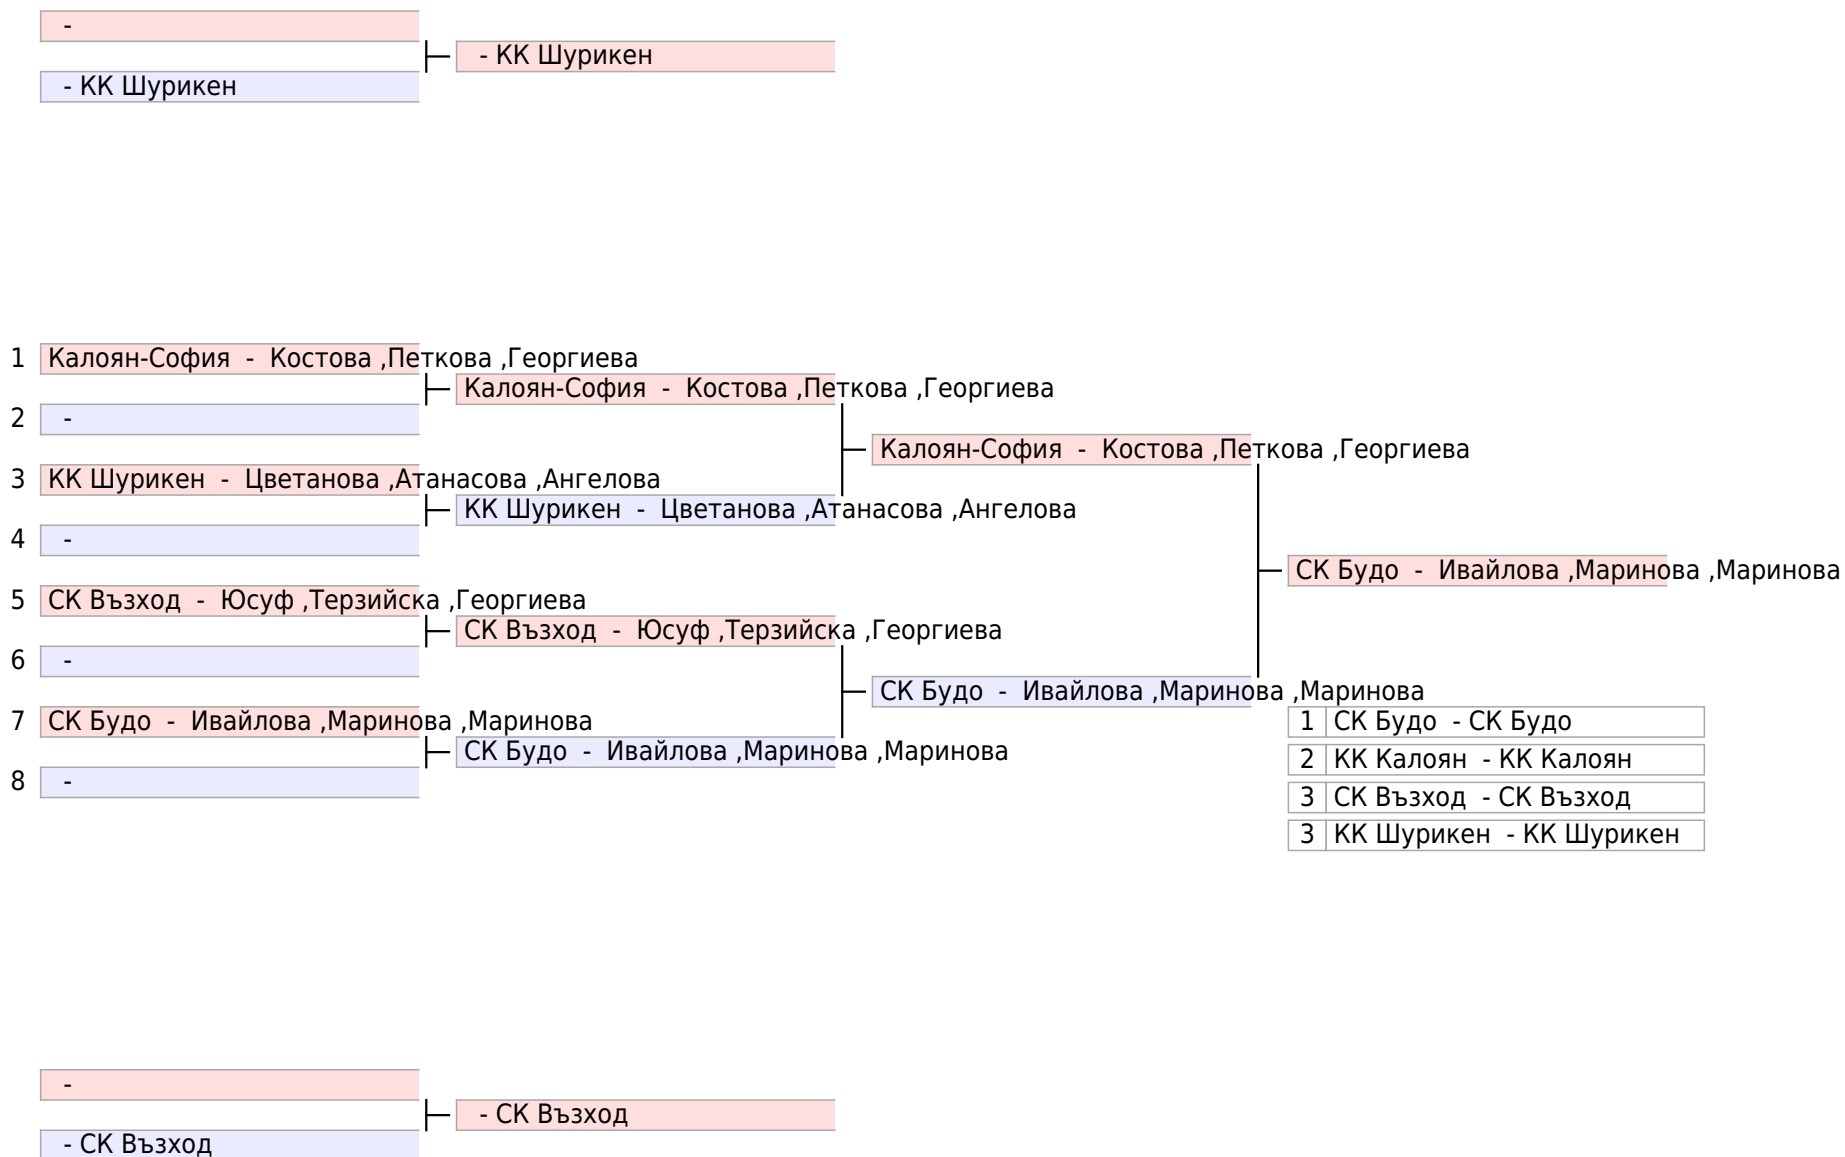 -
- КК Шурикен
- КК Шурикен
1 Калоян-София - Костова ,Петкова ,Георгиева
Калоян-София - Костова ,Петкова ,Георгиева
2 -
Калоян-София - Костова ,Петкова ,Георгиева
3 КК Шурикен - Цветанова ,Атанасова ,Ангелова
КК Шурикен - Цветанова ,Атанасова ,Ангелова
4 -
СК Будо - Ивайлова ,Маринова ,Маринова
5 СК Възход - Юсуф ,Терзийска ,Георгиева
СК Възход - Юсуф ,Терзийска ,Георгиева
6 -
СК Будо - Ивайлова ,Маринова ,Маринова
7 СК Будо - Ивайлова ,Маринова ,Маринова
СК Будо - Ивайлова ,Маринова ,Маринова
8 -
1 СК Будо - СК Будо
2 КК Калоян - КК Калоян
3 СК Възход - СК Възход
3 КК Шурикен - КК Шурикен
-
- СК Възход
- СК Възход